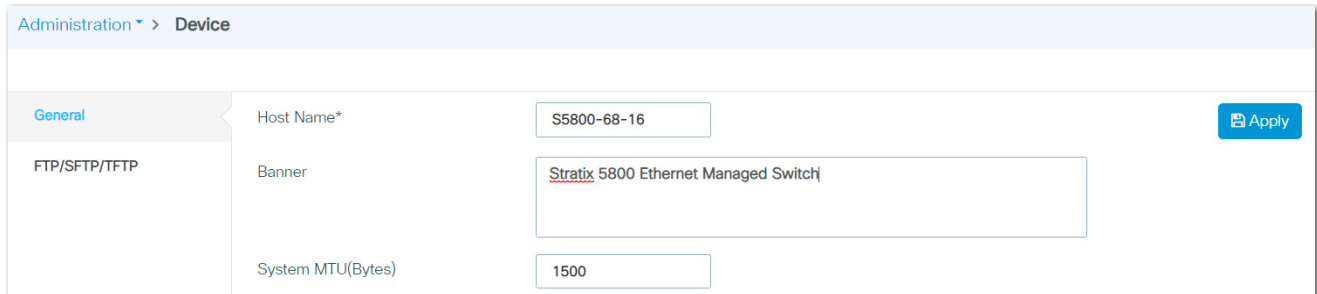 Administration > Device
General
Host Name*
S5800-68-16
Apply
FTP/SFTP/TFTP
Banner
Stratix 5800 Ethernet Managed Switch
System MTU(Bytes)
1500